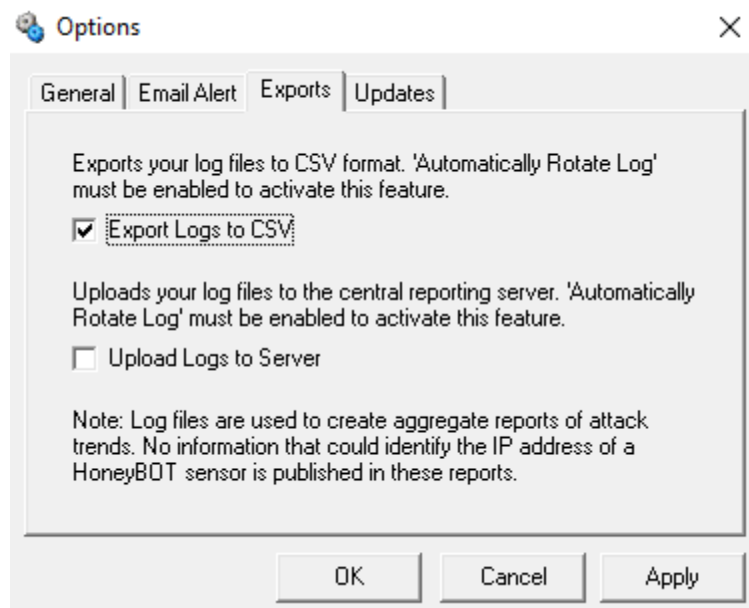 Options
General
Email Alert
Exports
Updates
Exports your log files to CSV format. 'Automatically Rotate Log'
must be enabled to activate this feature.
Export Logs to CSV
Uploads your log files to the central reporting server. 'Automatically
Rotate Log' must be enabled to activate this feature.
Upload Logs to Server
Note: Log files are used to create aggregate reports of attack
trends. No information that could identify the IP address of a
HoneyBOT sensor is published in these reports.
OK
Cancel
Apply